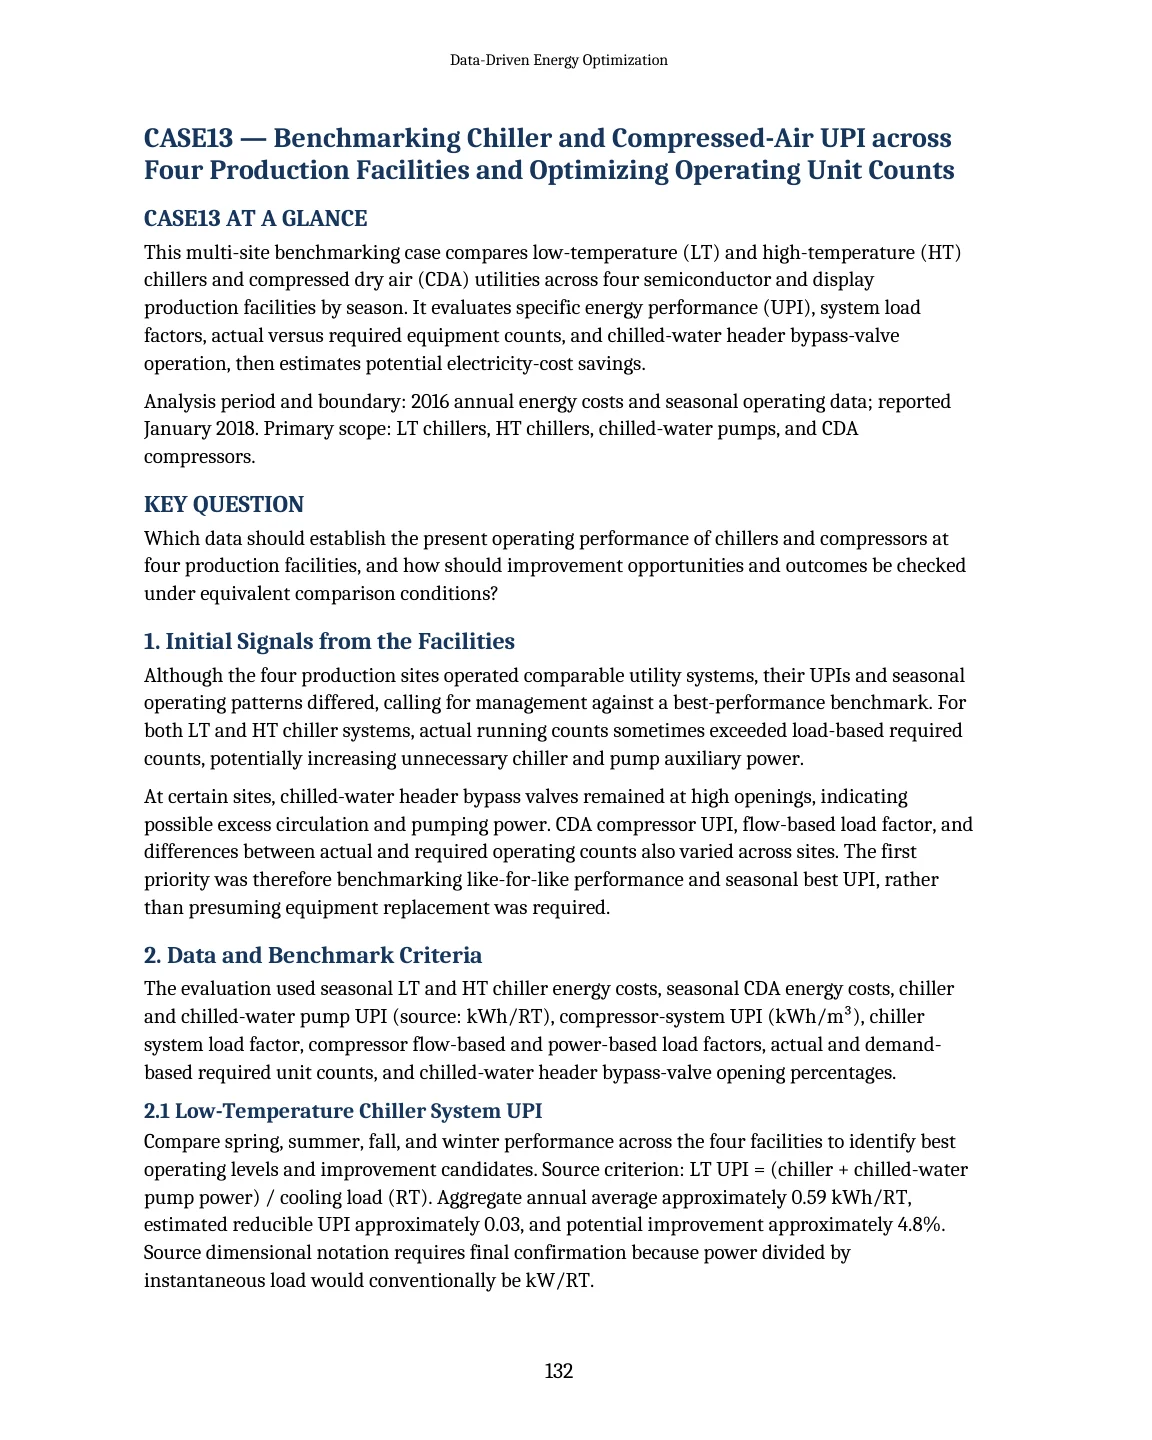 Data-Driven Energy Optimization
CASE13 — Benchmarking Chiller and Compressed-Air UPI across
Four Production Facilities and Optimizing Operating Unit Counts
CASE13 AT A GLANCE
This multi-site benchmarking case compares low-temperature (LT) and high-temperature (HT)
chillers and compressed dry air (CDA) utilities across four semiconductor and display
production facilities by season. It evaluates specific energy performance (UPI), system load
factors, actual versus required equipment counts, and chilled-water header bypass-valve
operation, then estimates potential electricity-cost savings.
Analysis period and boundary: 2016 annual energy costs and seasonal operating data; reported
January 2018. Primary scope: LT chillers, HT chillers, chilled-water pumps, and CDA
compressors.
KEY QUESTION
Which data should establish the present operating performance of chillers and compressors at
four production facilities, and how should improvement opportunities and outcomes be checked
under equivalent comparison conditions?
1. Initial Signals from the Facilities
Although the four production sites operated comparable utility systems, their UPIs and seasonal
operating patterns differed, calling for management against a best-performance benchmark. For
both LT and HT chiller systems, actual running counts sometimes exceeded load-based required
counts, potentially increasing unnecessary chiller and pump auxiliary power.
At certain sites, chilled-water header bypass valves remained at high openings, indicating
possible excess circulation and pumping power. CDA compressor UPI, flow-based load factor, and
differences between actual and required operating counts also varied across sites. The first
priority was therefore benchmarking like-for-like performance and seasonal best UPI, rather
than presuming equipment replacement was required.
2. Data and Benchmark Criteria
The evaluation used seasonal LT and HT chiller energy costs, seasonal CDA energy costs, chiller
and chilled-water pump UPI (source: kWh/RT), compressor-system UPI (kWh/m³), chiller
system load factor, compressor flow-based and power-based load factors, actual and demand-
based required unit counts, and chilled-water header bypass-valve opening percentages.
2.1 Low-Temperature Chiller System UPI
Compare spring, summer, fall, and winter performance across the four facilities to identify best
operating levels and improvement candidates. Source criterion: LT UPI = (chiller + chilled-water
pump power) / cooling load (RT). Aggregate annual average approximately 0.59 kWh/RT,
estimated reducible UPI approximately 0.03, and potential improvement approximately 4.8%.
Source dimensional notation requires final confirmation because power divided by
instantaneous load would conventionally be kW/RT.
132